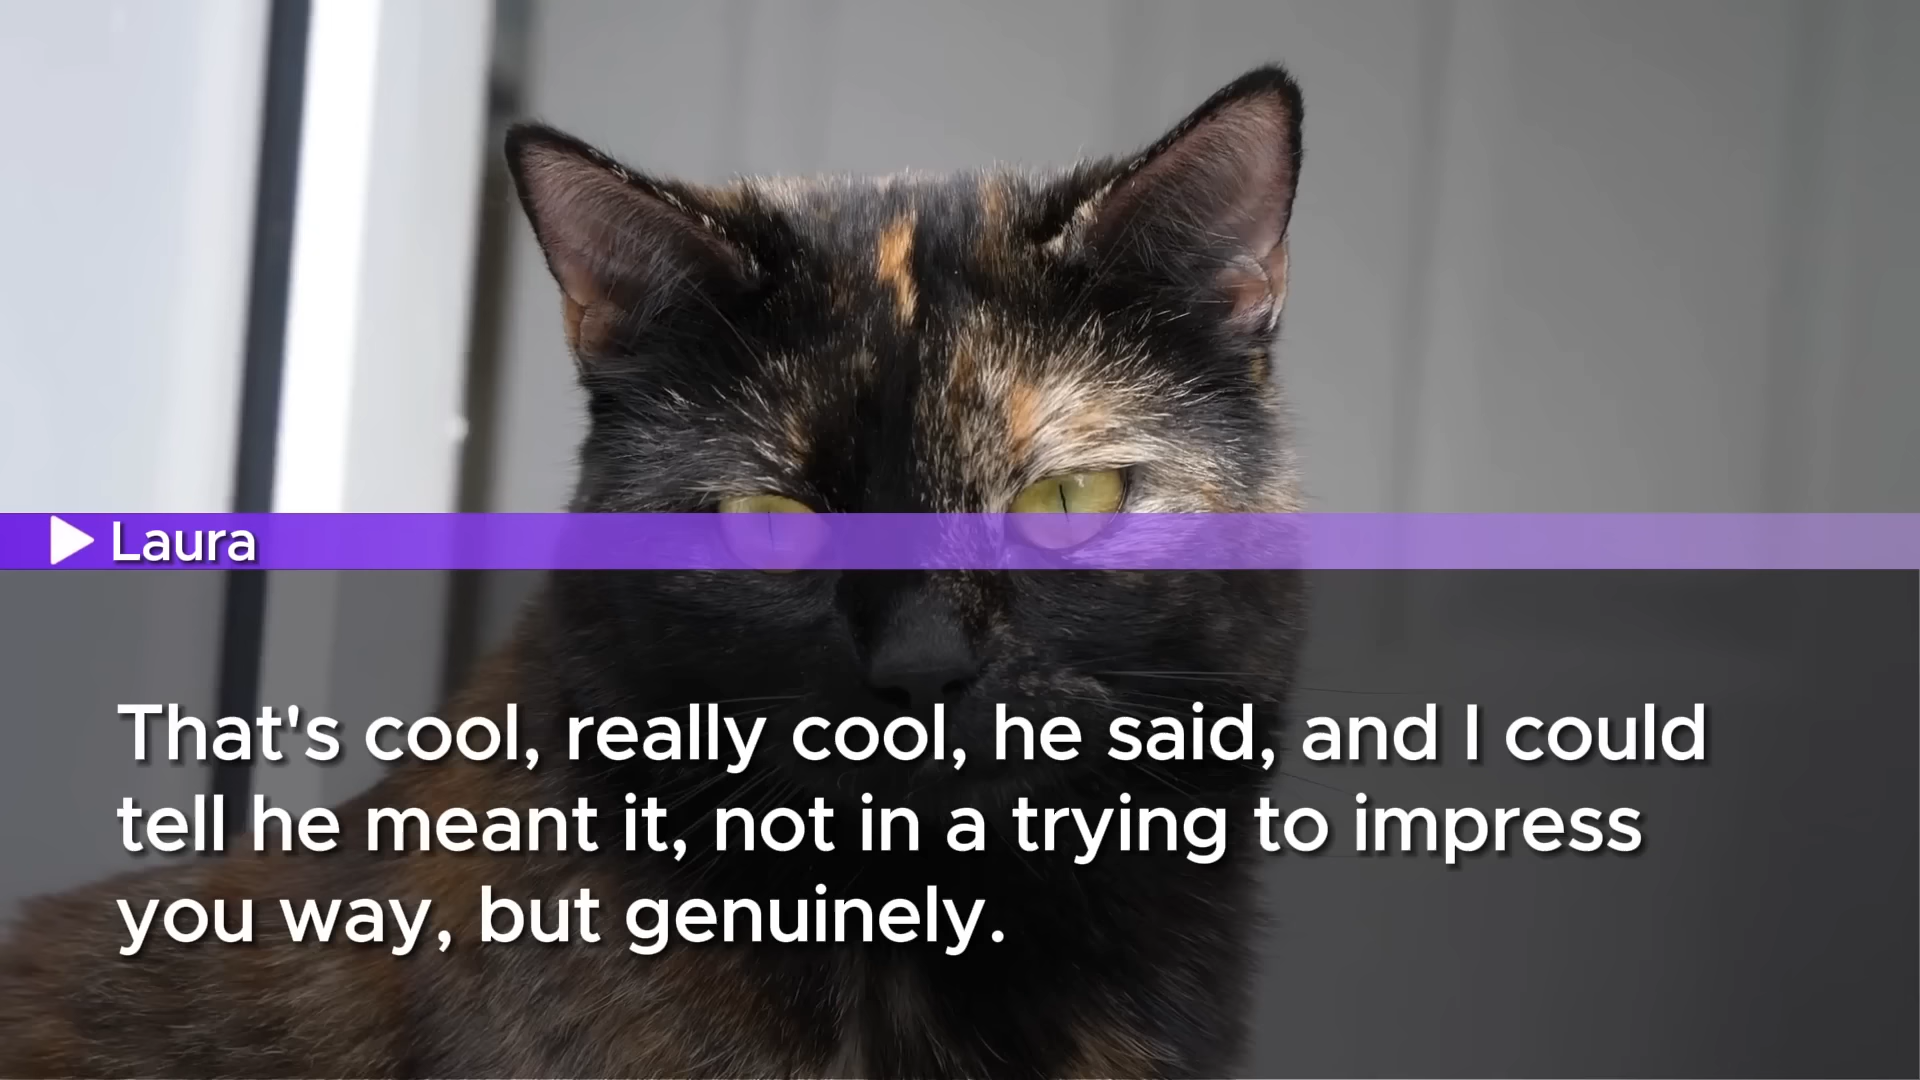 Laura
That's cool, really cool, he said, and I could
tell he meant it, not in a trying to impress
you way, but genuinely.